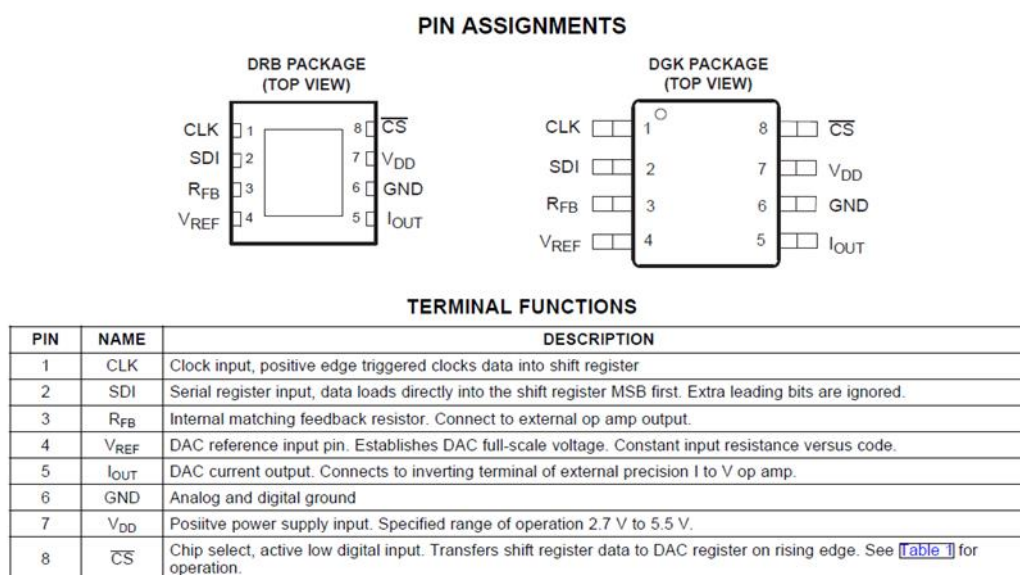 PIN ASSIGNMENTS
DRB PACKAGE
(TOP VIEW)
CLK 1 8 C̅S̅
SDI 2 7 VDD
RFB 3 6 GND
VREF 4 5 IOUT
DGK PACKAGE
(TOP VIEW)
CLK 1 8 C̅S̅
SDI 2 7 VDD
RFB 3 6 GND
VREF 4 5 IOUT
TERMINAL FUNCTIONS
PIN NAME DESCRIPTION
1 CLK Clock input, positive edge triggered clocks data into shift register
2 SDI Serial register input, data loads directly into the shift register MSB first. Extra leading bits are ignored.
3 RFB Internal matching feedback resistor. Connect to external op amp output.
4 VREF DAC reference input pin. Establishes DAC full-scale voltage. Constant input resistance versus code.
5 IOUT DAC current output. Connects to inverting terminal of external precision I to V op amp.
6 GND Analog and digital ground
7 VDD Posiitve power supply input. Specified range of operation 2.7 V to 5.5 V.
8 C̅S̅ Chip select, active low digital input. Transfers shift register data to DAC register on rising edge. See Table 1 for
operation.